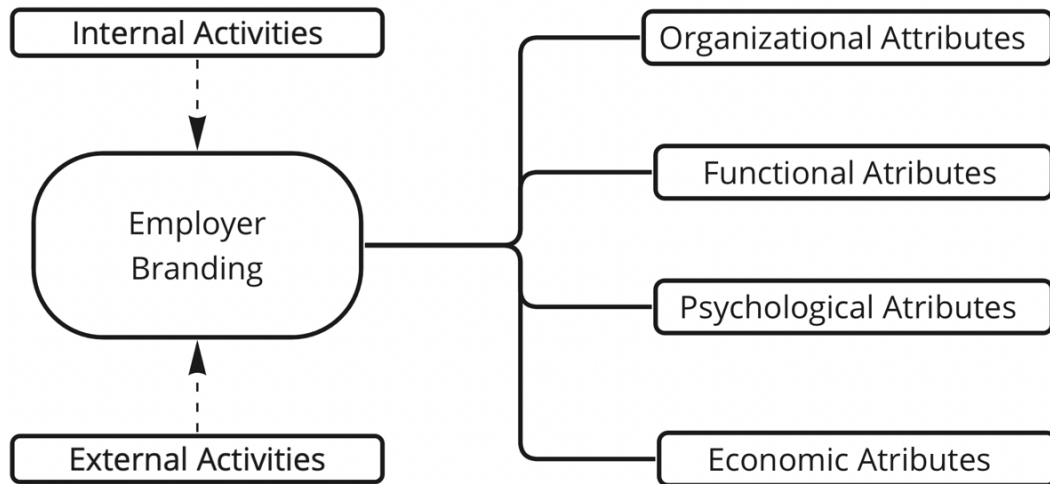 Internal Activities
Employer
Branding
External Activities
Organizational Attributes
Functional Atributes
Psychological Atributes
Economic Atributes